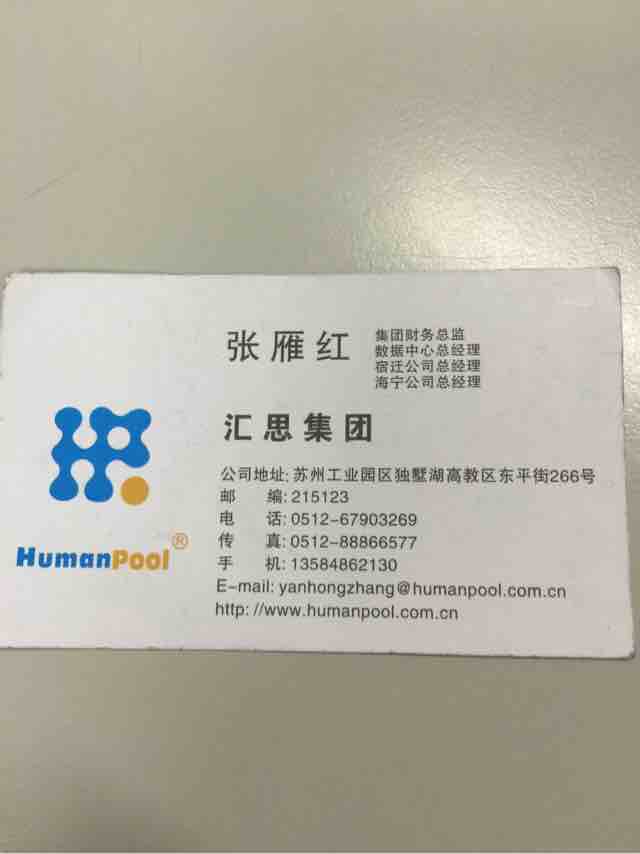 张雁红
集团财务总监
数据中心总经理
宿迁公司总经理
海宁公司总经理
汇思集团
公司地址: 苏州工业园区独墅湖高教区东平街266号
邮 编: 215123
电 话: 0512-67903269
传 真: 0512-88866577
手 机: 13584862130
E-mail: yanhongzhang@humanpool.com.cn
http: //www.humanpool.com.cn
HumanPool®